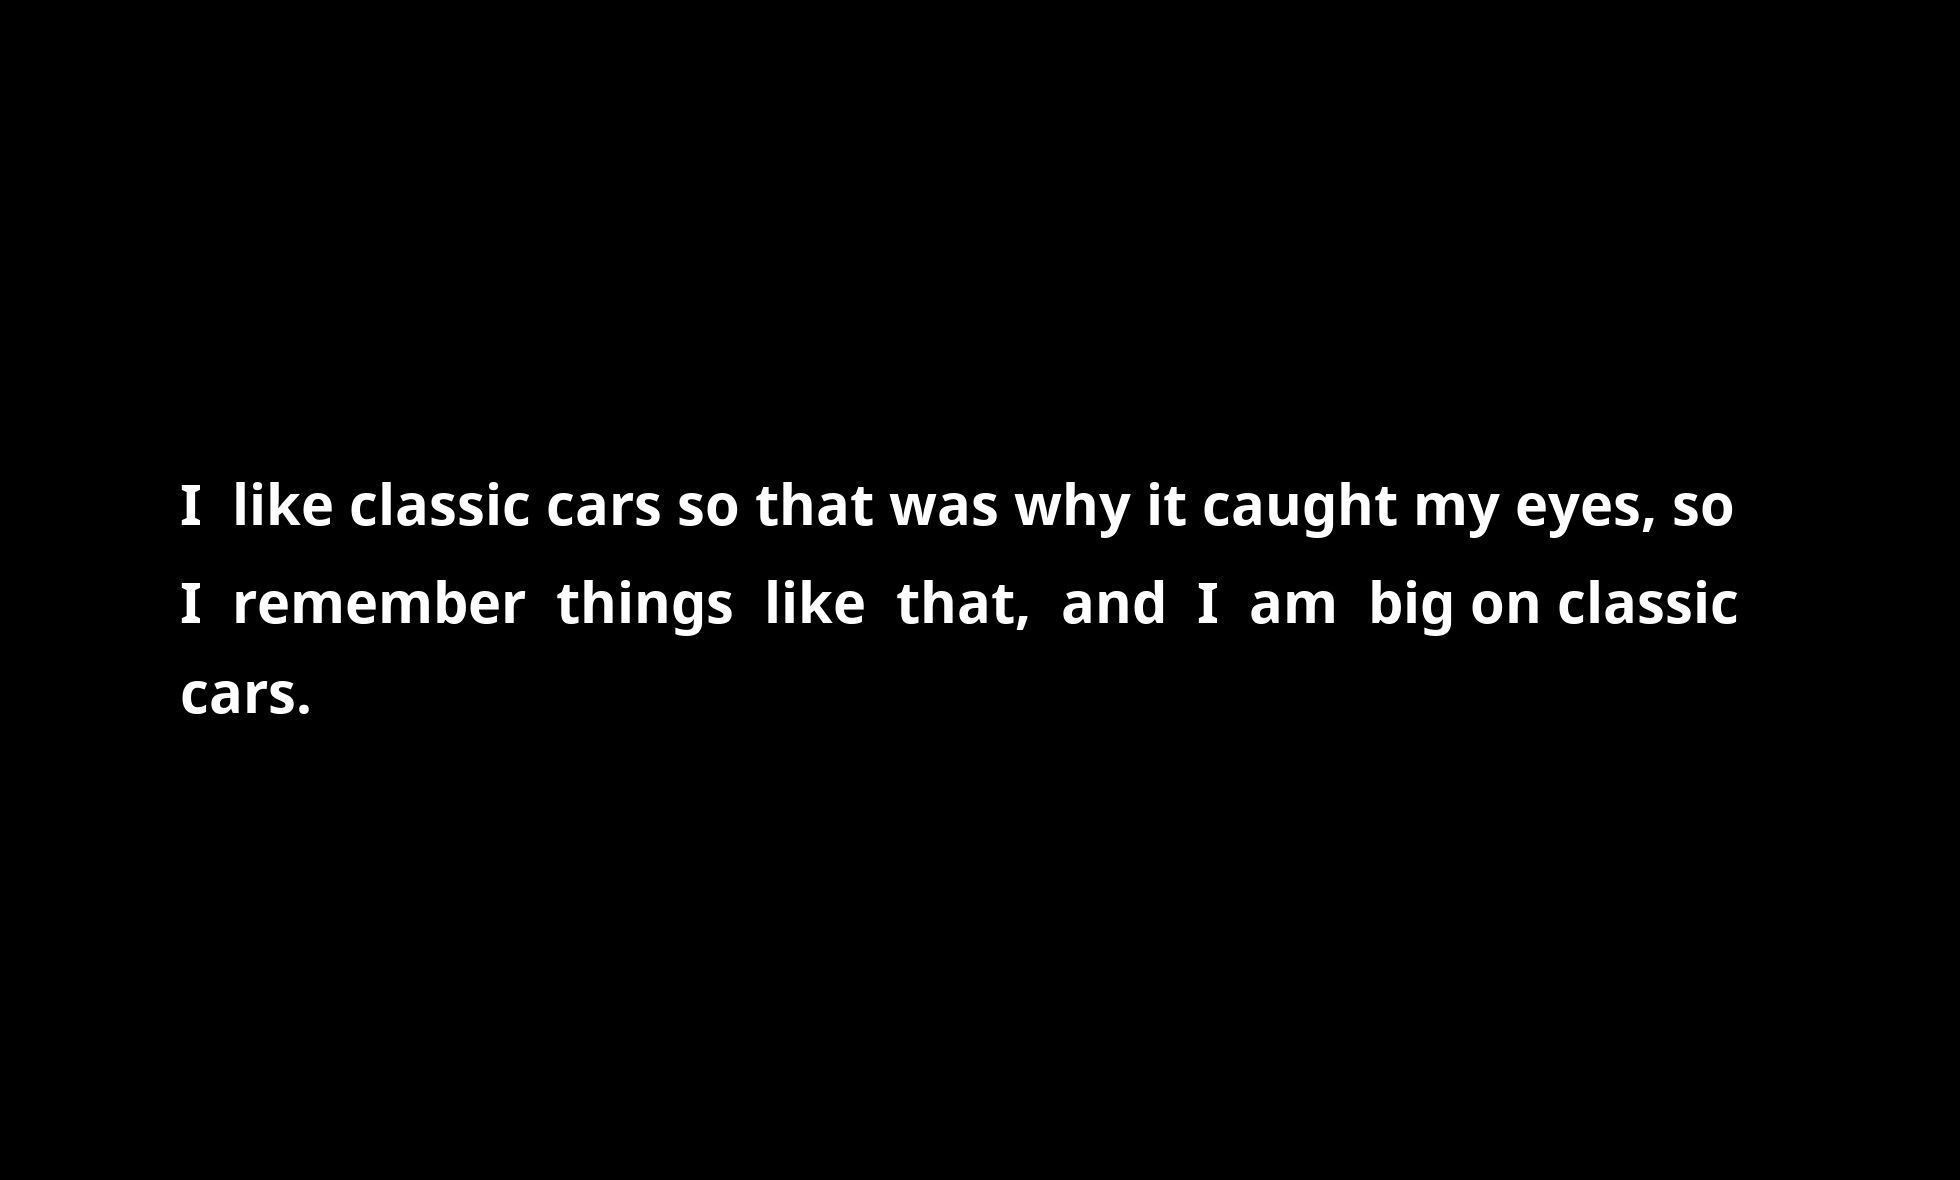 I  like classic cars so that was why it caught my eyes, so
I  remember  things  like  that,  and  I  am  big on classic
cars.